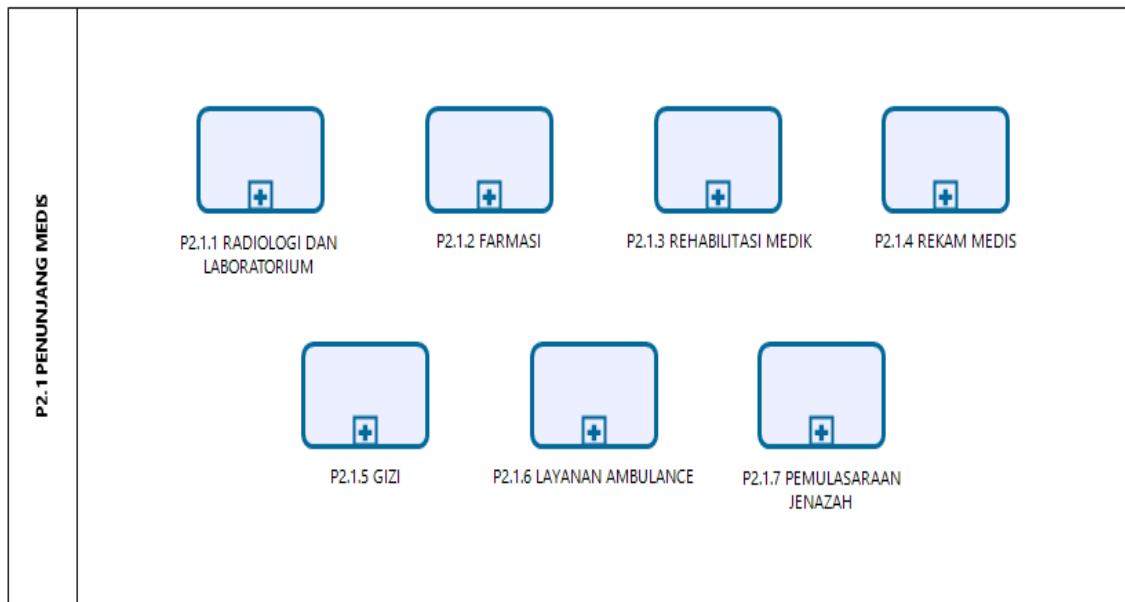 P2.1 PENUNJANG MEDIS
P2.1.1 RADIOLOGI DAN
LABORATORIUM
P2.1.2 FARMASI
P2.1.3 REHABILITASI MEDIK
P2.1.4 REKAM MEDIS
P2.1.5 GIZI
P2.1.6 LAYANAN AMBULANCE
P2.1.7 PEMULASARAAN
JENAZAH